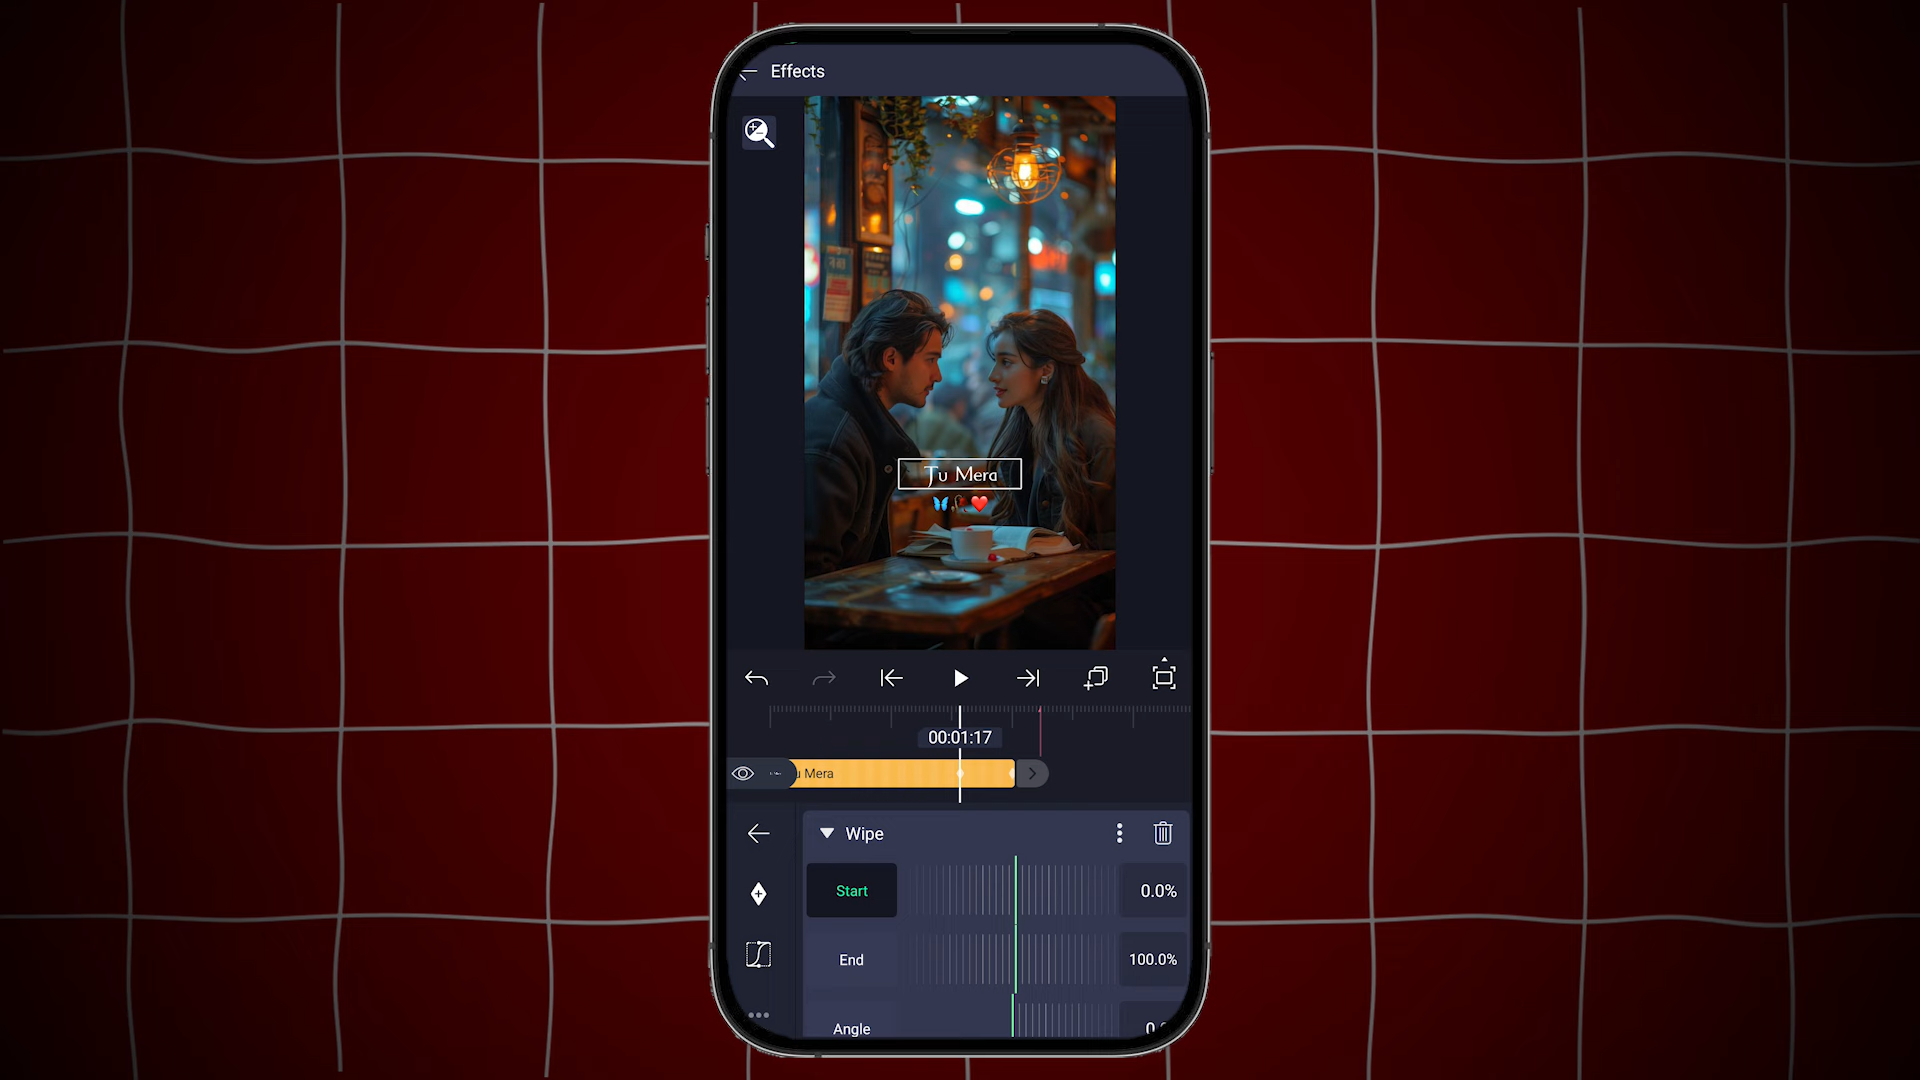 Effects
Tu Mera
00:01:17
u Mera
Wipe
Start
0.0%
End
100.0%
Angle